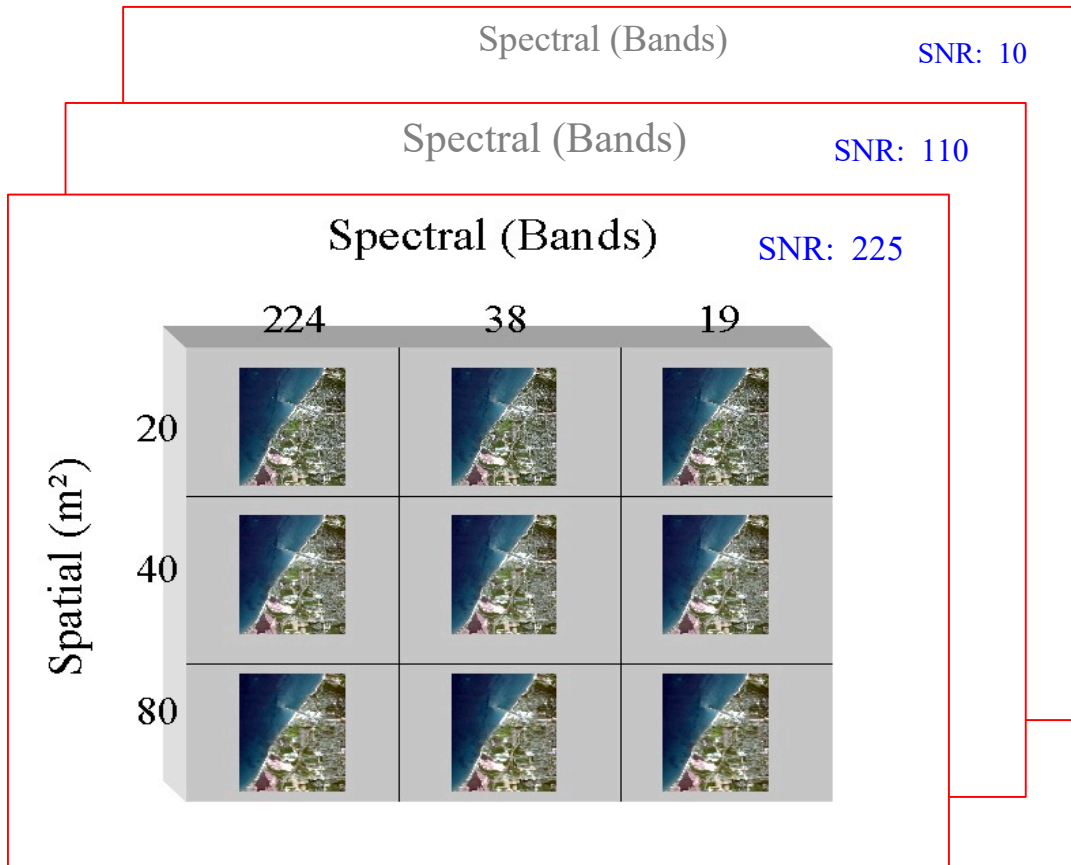 Spectral (Bands)
SNR: 10
Spectral (Bands)
SNR: 110
Spectral (Bands)
SNR: 225
224 38 19
20
40
80
Spatial (m²)